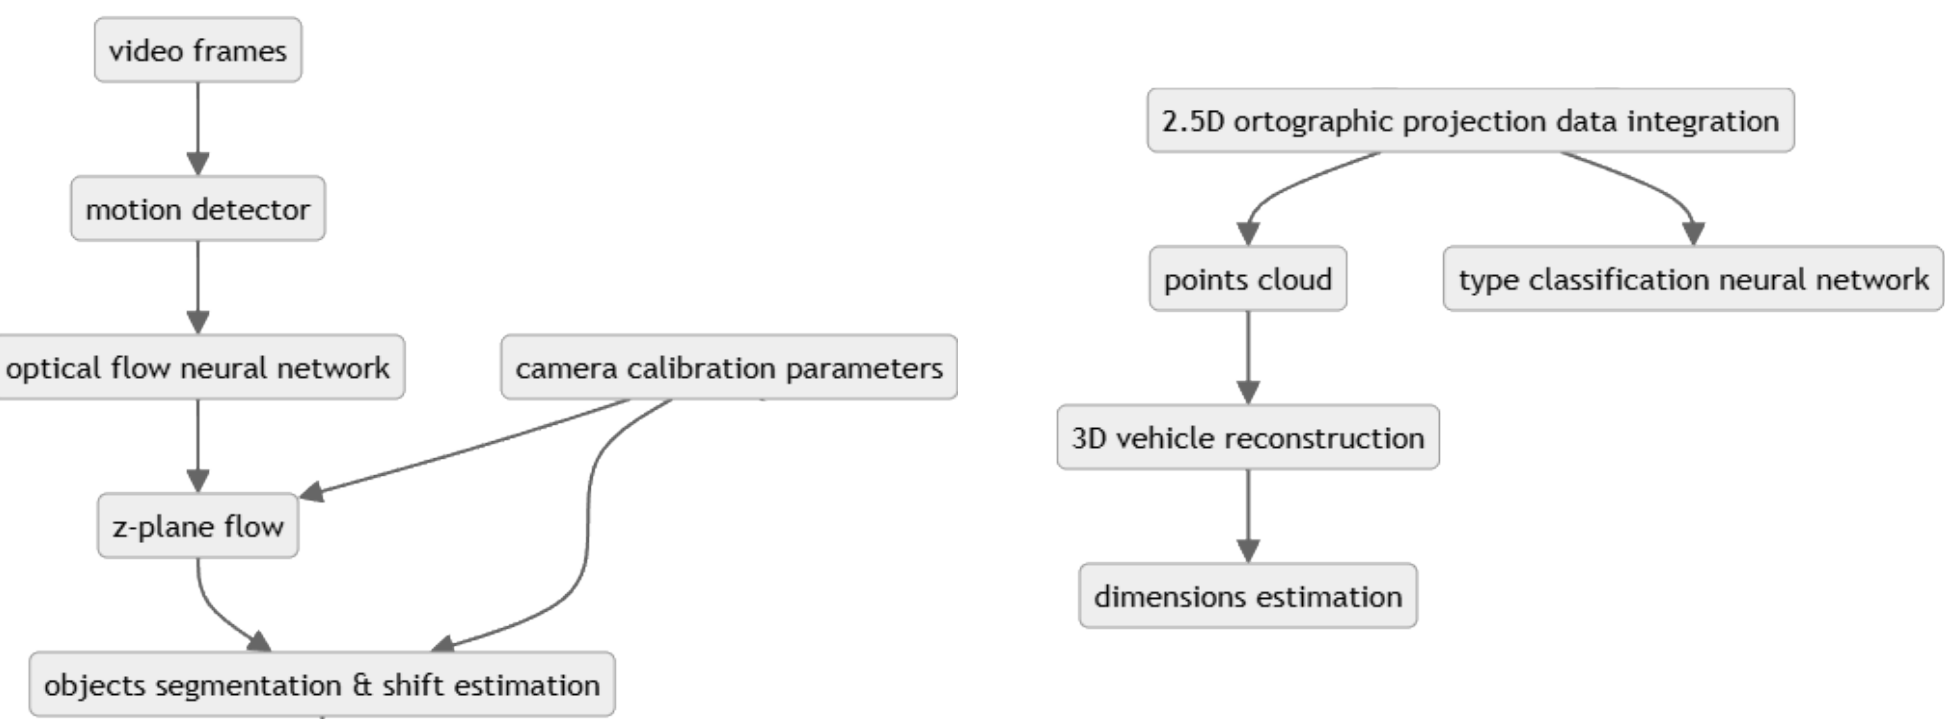 video frames
motion detector
optical flow neural network
camera calibration parameters
z-plane flow
objects segmentation & shift estimation
2.5D ortographic projection data integration
points cloud
type classification neural network
3D vehicle reconstruction
dimensions estimation